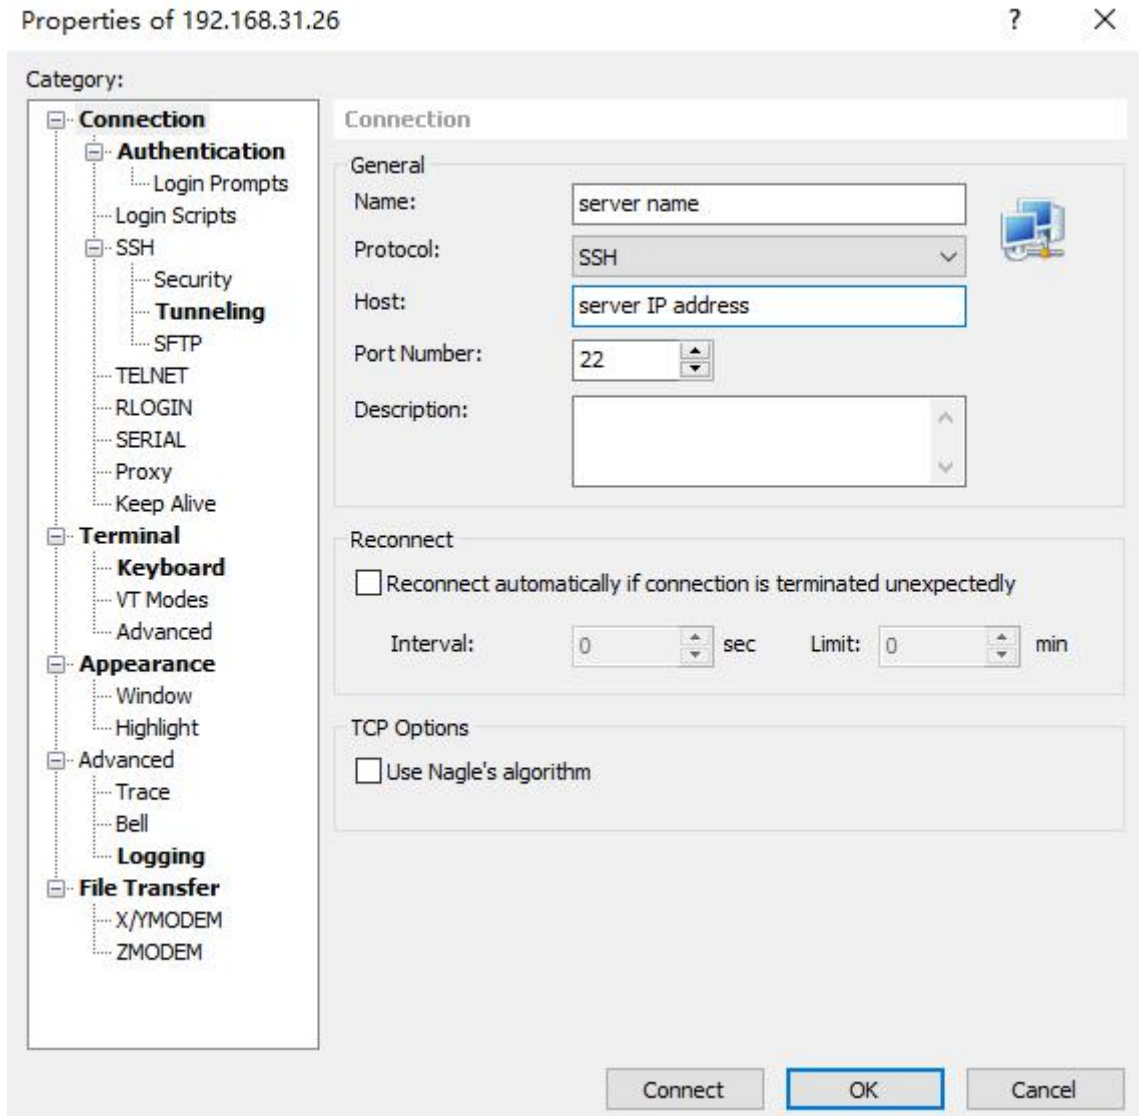 Properties of 192.168.31.26
Category:
Connection
Authentication
Login Prompts
Login Scripts
SSH
Security
Tunneling
SFTP
TELNET
RLOGIN
SERIAL
Proxy
Keep Alive
Terminal
Keyboard
VT Modes
Advanced
Appearance
Window
Highlight
Advanced
Trace
Bell
Logging
File Transfer
X/YMODEM
ZMODEM
Connection
General
Name: server name
Protocol: SSH
Host: server IP address
Port Number: 22
Description:
Reconnect
Reconnect automatically if connection is terminated unexpectedly
Interval: 0 sec Limit: 0 min
TCP Options
Use Nagle's algorithm
Connect OK Cancel